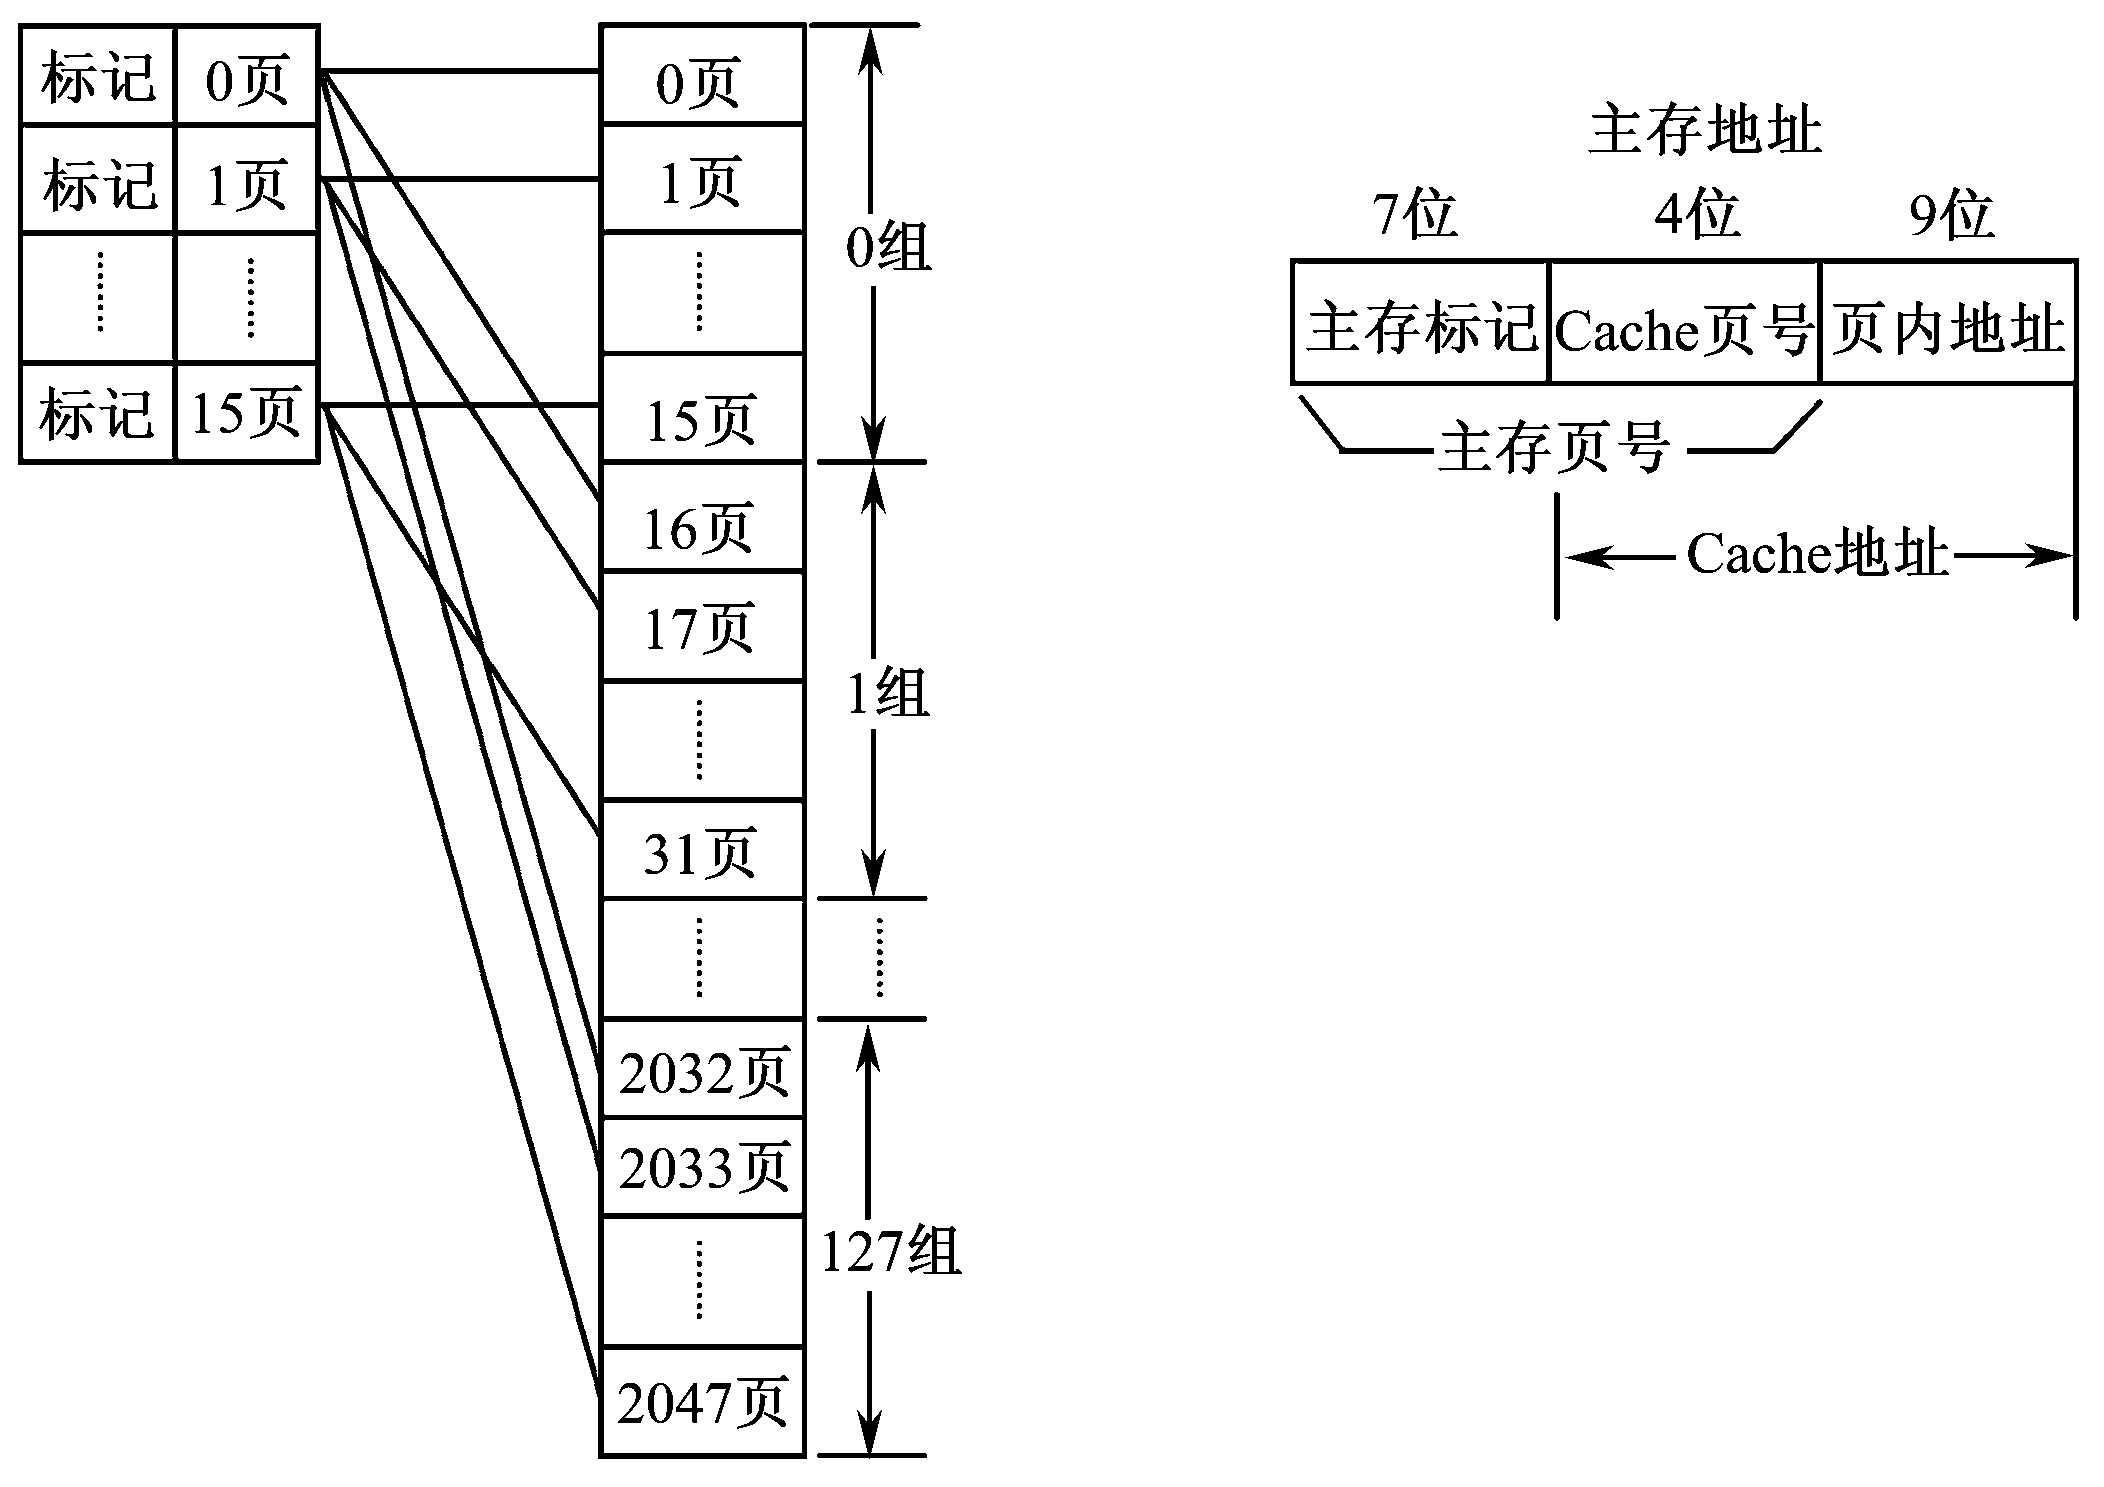 标记 0页
标记 1页
标记 15页
0页
1页
15页
16页
17页
31页
2032页
2033页
2047页
0组
1组
127组
主存地址
7位 4位 9位
主存标记 Cache页号 页内地址
主存页号
Cache地址